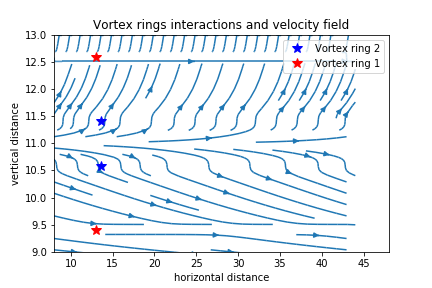 Vortex rings interactions and velocity field
Vortex ring 2
Vortex ring 1
13.0
12.5
12.0
11.5
11.0
10.5
10.0
9.5
9.0
vertical distance
10 15 20 25 30 35 40 45
horizontal distance